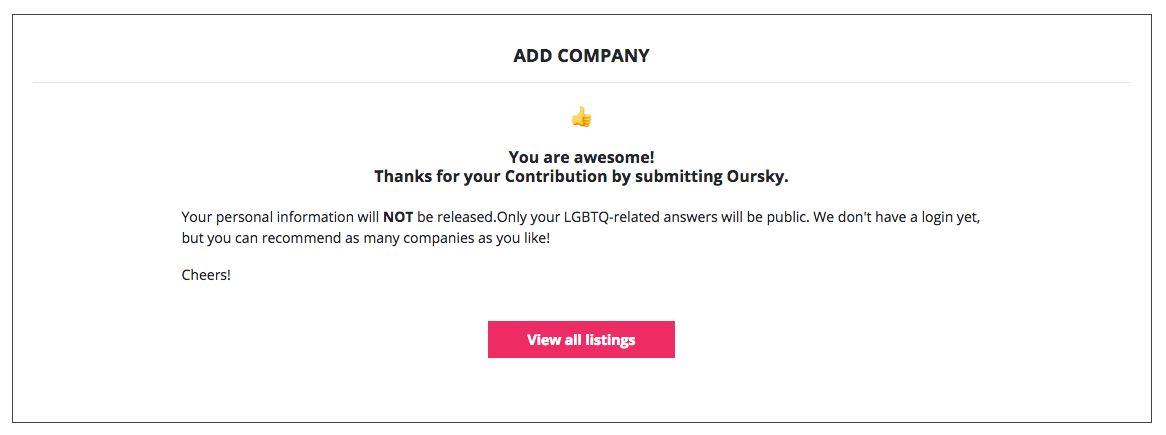 ADD COMPANY
You are awesome!
Thanks for your Contribution by submitting Oursky.
Your personal information will NOT be released.Only your LGBTQ-related answers will be public. We don't have a login yet,
but you can recommend as many companies as you like!
Cheers!
View all listings